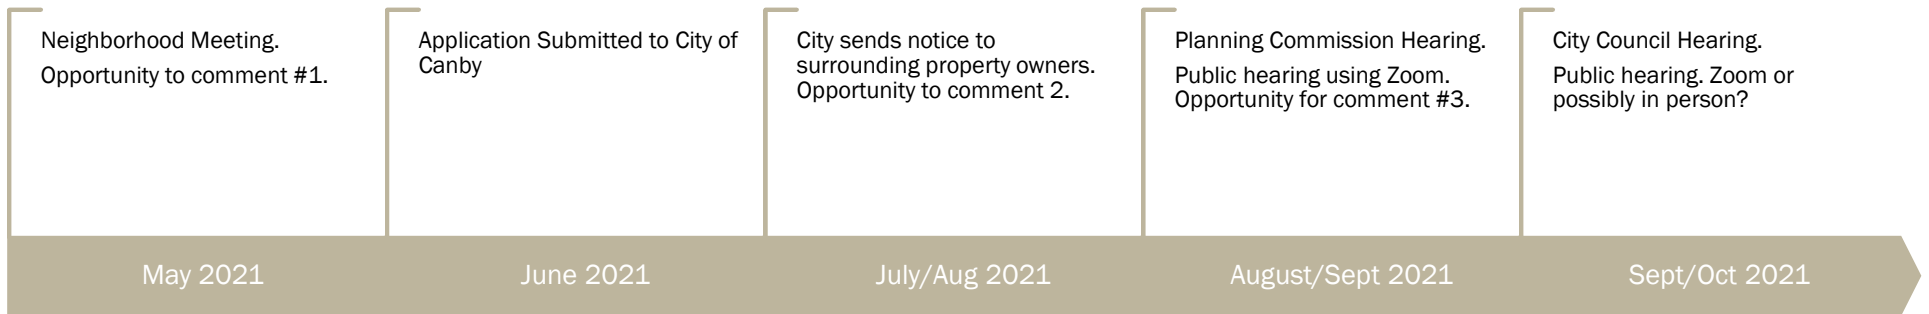 Neighborhood Meeting.
Opportunity to comment #1.
Application Submitted to City of
Canby
City sends notice to
surrounding property owners.
Opportunity to comment 2.
Planning Commission Hearing.
Public hearing using Zoom.
Opportunity for comment #3.
City Council Hearing.
Public hearing. Zoom or
possibly in person?
May 2021
June 2021
July/Aug 2021
August/Sept 2021
Sept/Oct 2021